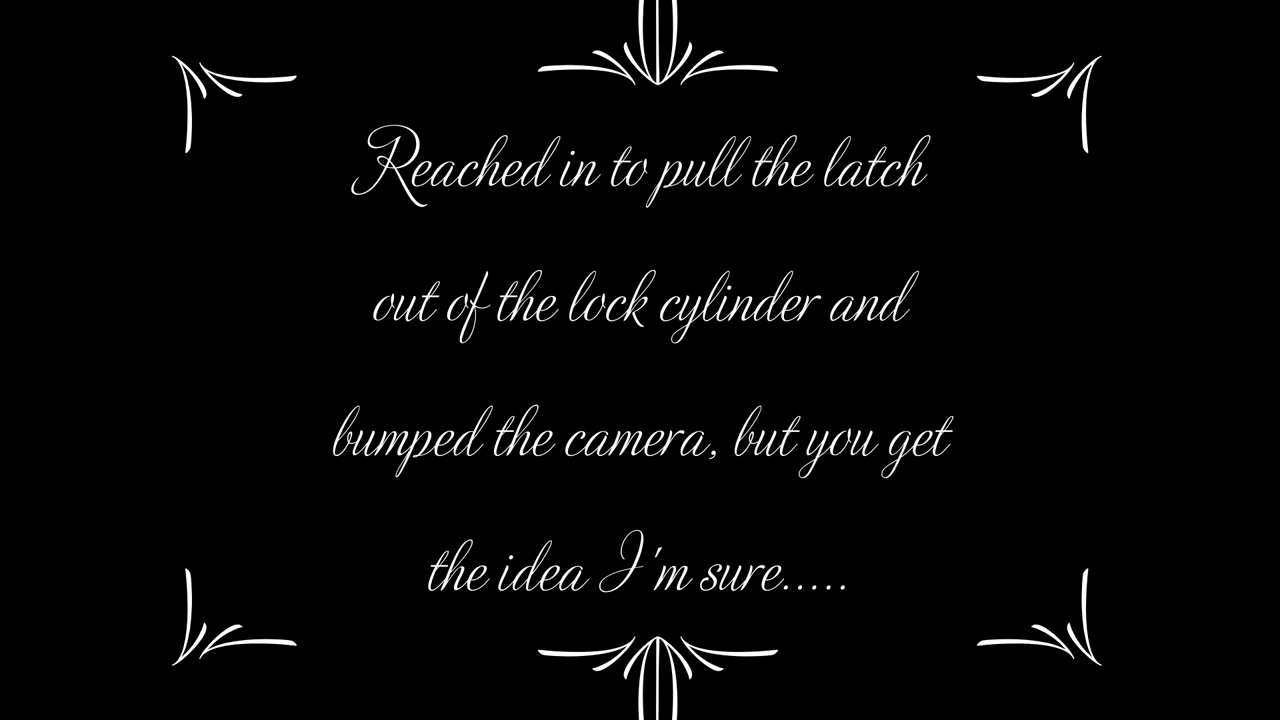 Reached in to pull the latch
out of the lock cylinder and
bumped the camera, but you get
the idea I'm sure.....